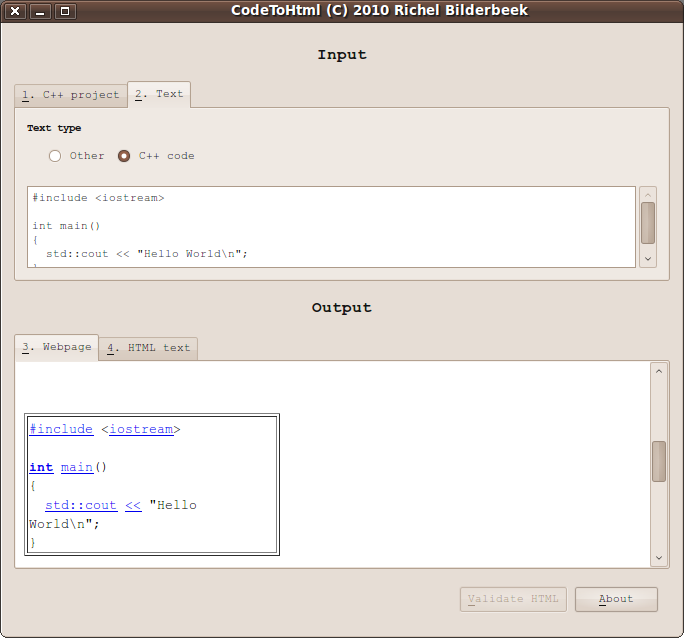 CodeToHtml (C) 2010 Richel Bilderbeek
Input
1. C++ project 2. Text
Text type
Other C++ code
#include <iostream>
int main()
{
std::cout << "Hello World\n";
Output
3. Webpage 4. HTML text
#include <iostream>
int main()
{
std::cout << "Hello
World\n";
}
Validate HTML About